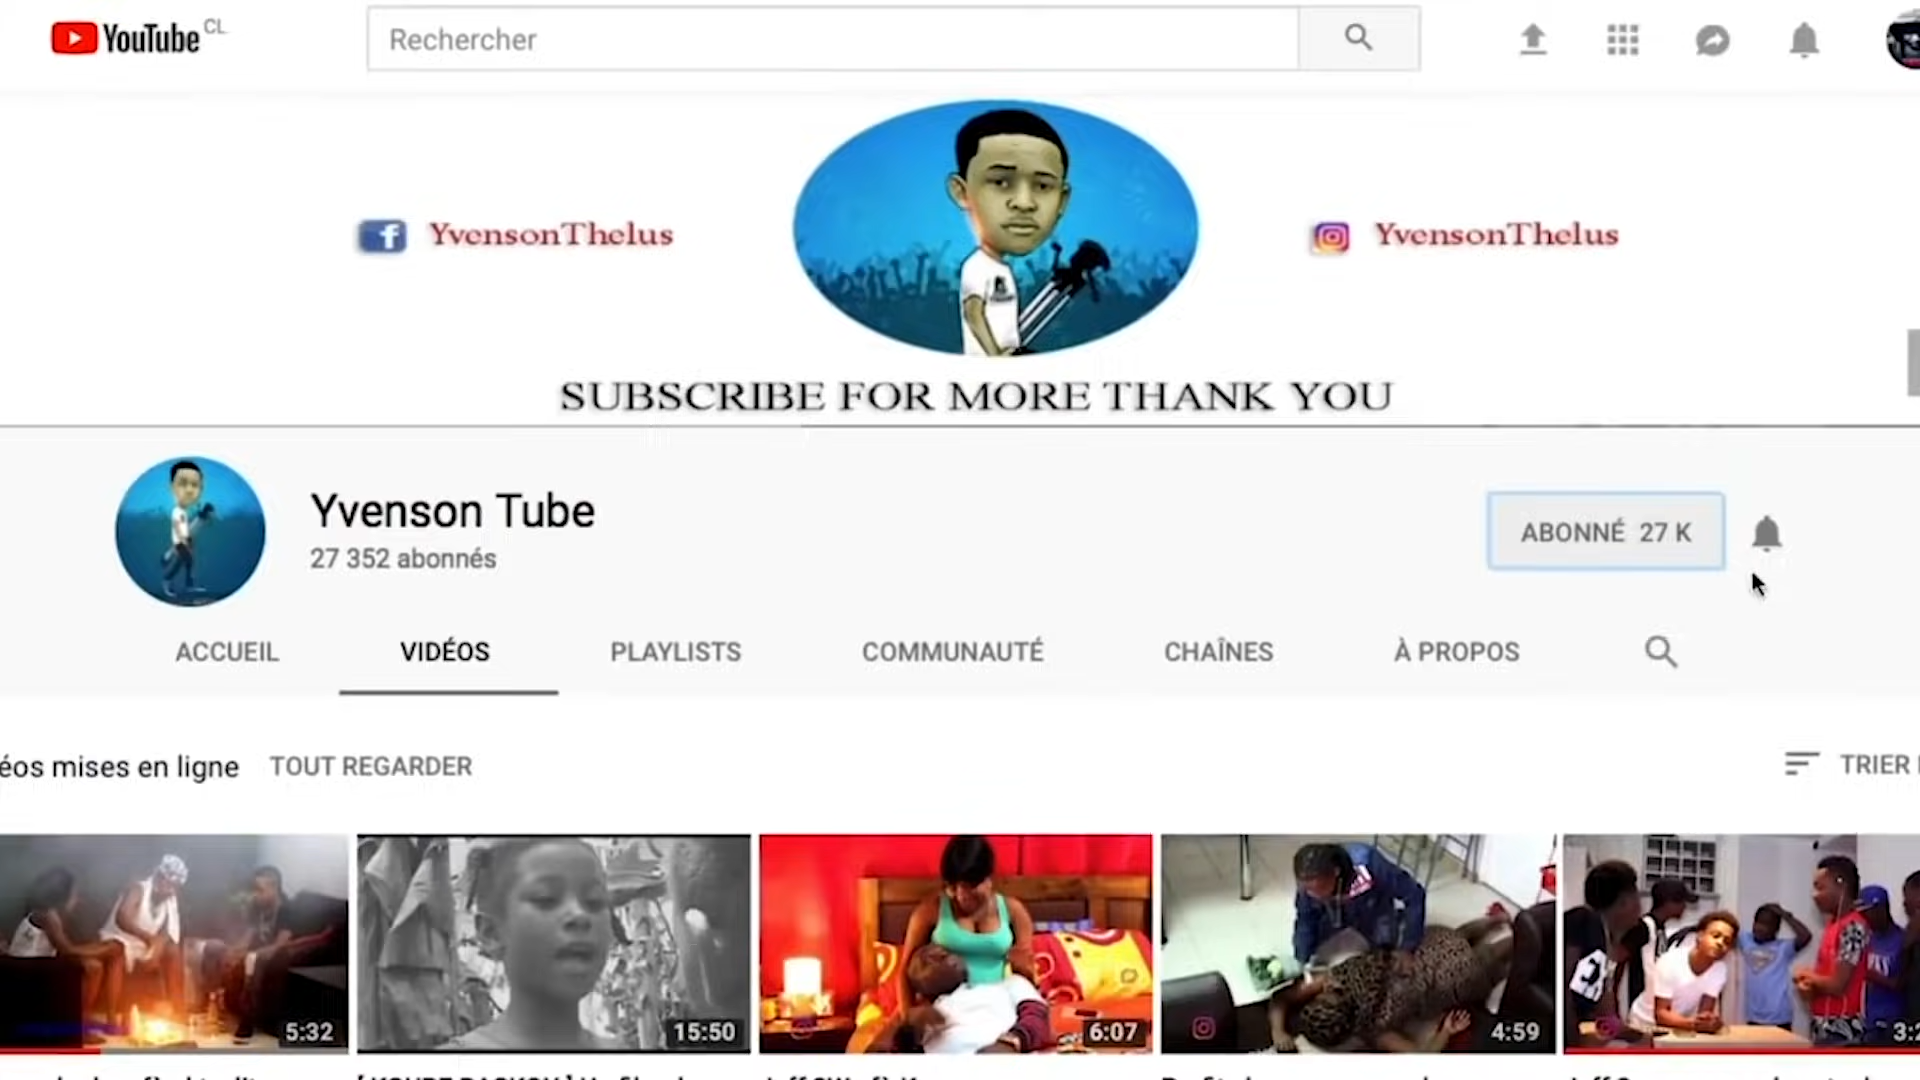 YouTube CL
Rechercher
YvensonThelus
YvensonThelus
SUBSCRIBE FOR MORE THANK YOU
Yvenson Tube
27 352 abonnés
ABONNÉ 27 K
ACCUEIL
VIDÉOS
PLAYLISTS
COMMUNAUTÉ
CHAÎNES
À PROPOS
éos mises en ligne
TOUT REGARDER
TRIER
5:32
15:50
6:07
4:59